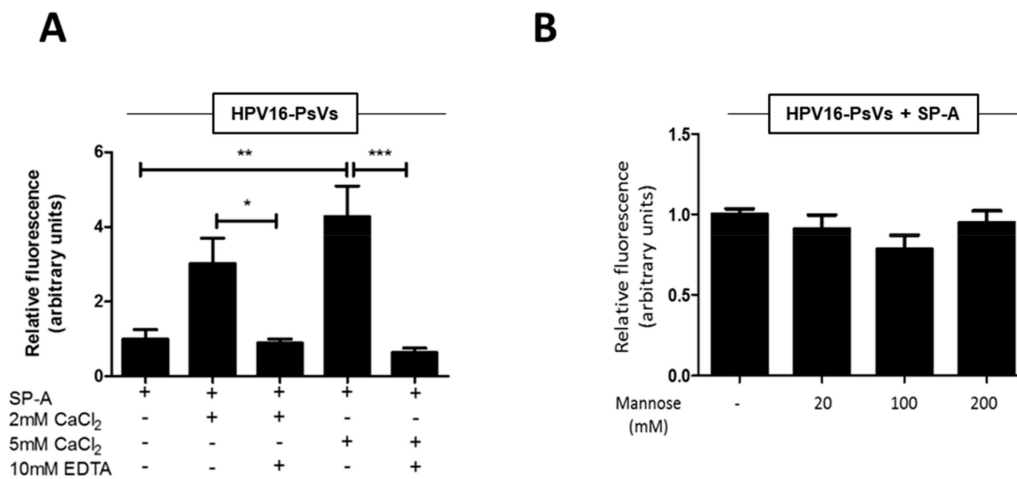 A
HPV16-PsVs
Relative fluorescence
(arbitrary units)
6
4
2
0
** ***
*
SP-A + + + + +
2mM CaCl2 - + + - -
5mM CaCl2 - - - + +
10mM EDTA - - + - +
B
HPV16-PsVs + SP-A
Relative fluorescence
(arbitrary units)
1.5
1.0
0.5
0.0
Mannose - 20 100 200
(mM)